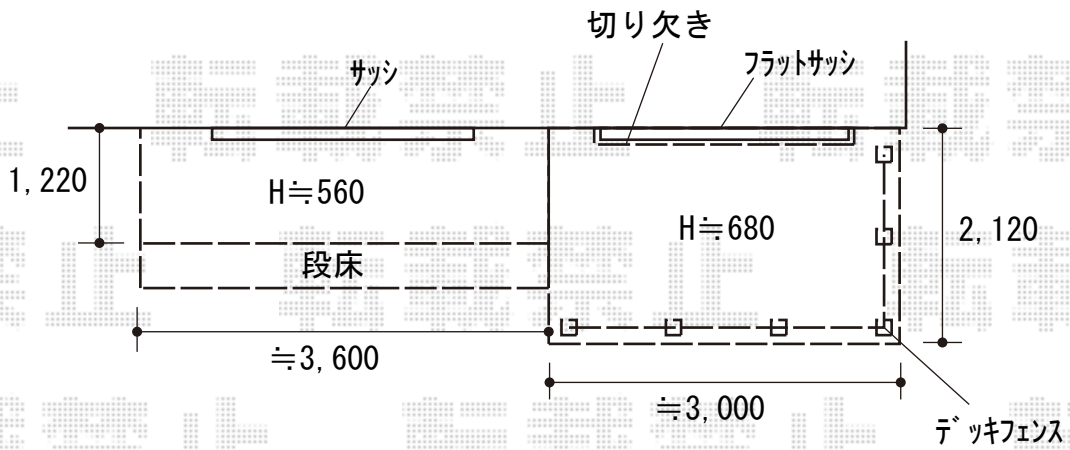 切り欠き
サッシ
フラットサッシ
1,220
H≒560
H≒680
2,120
段床
≒3,600
≒3,000
デッキフェンス